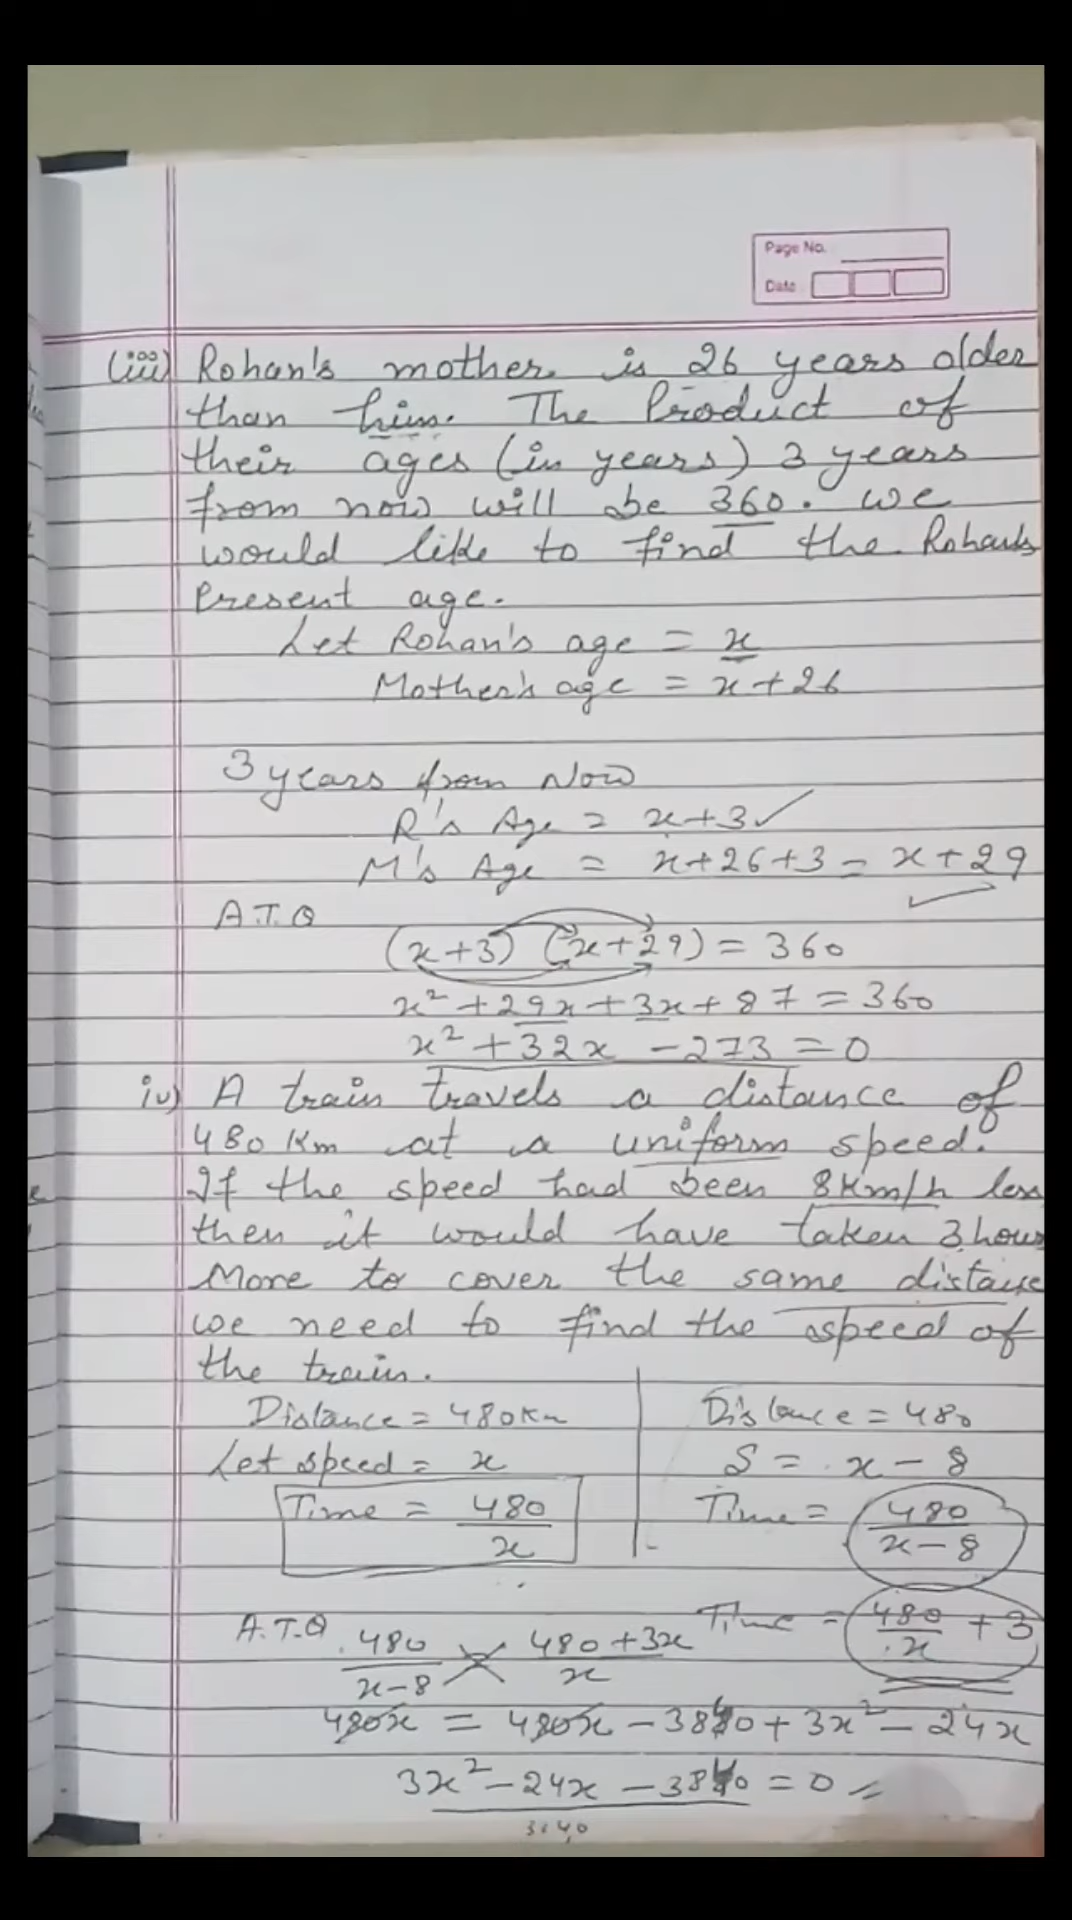 Page No.
Date
(iii) Rohan's mother is 26 years older
than him. The Product of
their ages (in years) 3 years
from now will be 360. we
would like to find the Rohan's
Present age.
Let Rohan's age = x
Mother's age = x+26
3 years from Now
R's Age = x+3 ✓
M's Age = x+26+3 = x+29
A.T.Q
(x+3) (x+29) = 360
x² + 29x + 3x + 87 = 360
x² + 32x - 273 = 0
iv) A train travels a distance of
480 Km at a uniform speed.
If the speed had been 8Km/h less
then it would have taken 3 hours
More to cover the same distance
we need to find the speed of
the train.
Distance = 480Km
Let speed = x
Time = 480/x
Distance = 480
S = x - 8
Time = 480/x-8
Time = 480/x + 3
A.T.Q 480/x-8 480+3x/x
480x = 480x - 3840 + 3x² - 24x
3x² - 24x - 3840 = 0
3840